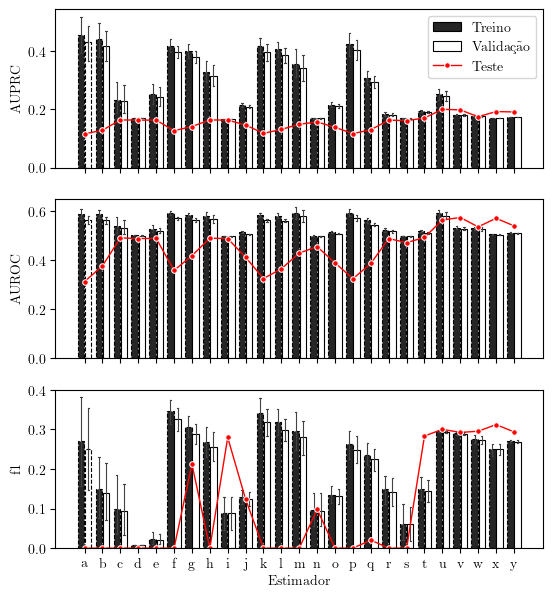 Treino
Validação
Teste
AUPRC
0.4
0.2
0.0
AUROC
0.6
0.4
0.2
0.0
f1
0.4
0.3
0.2
0.1
0.0
a b c d e f g h i j k l m n o p q r s t u v w x y
Estimador